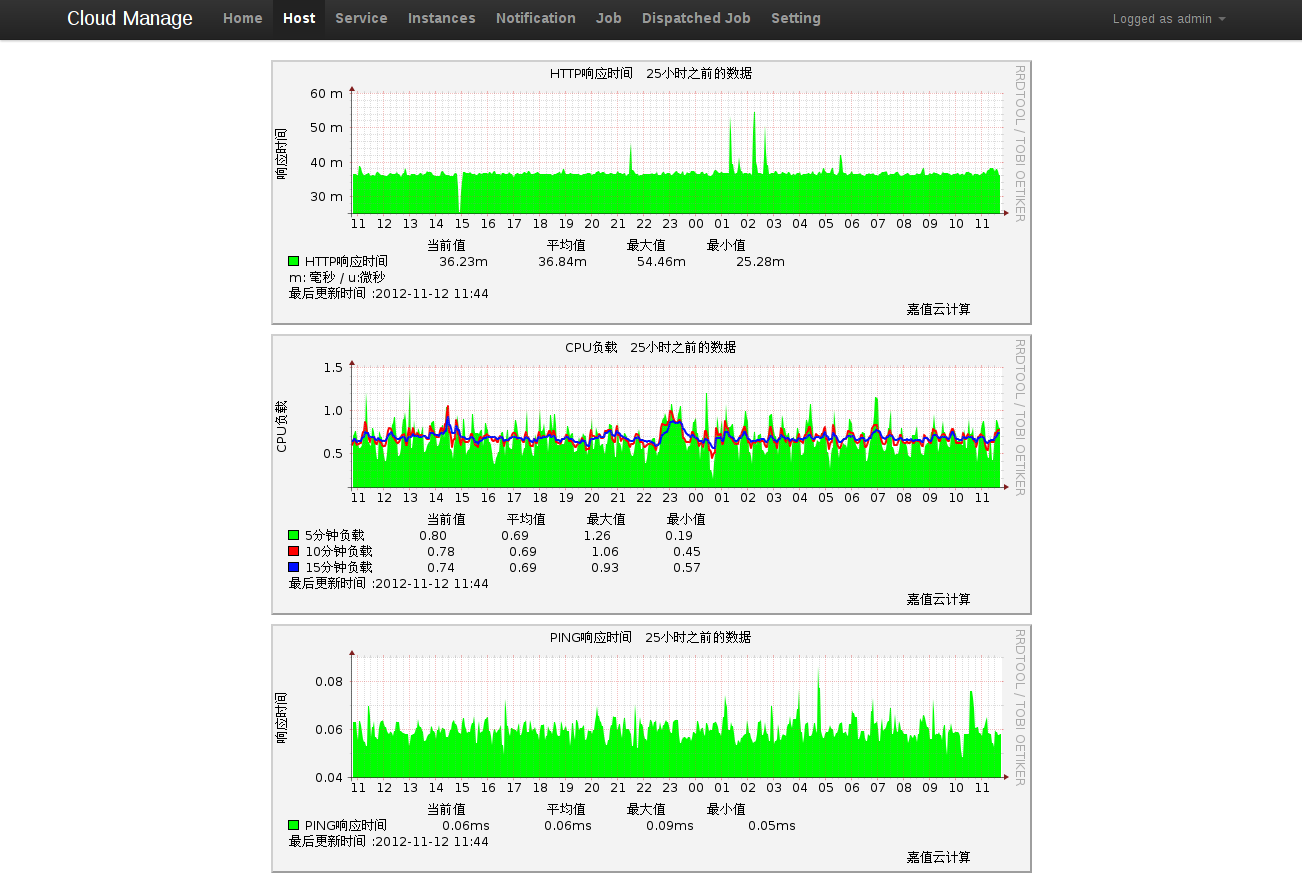 Cloud Manage Home Host Service Instances Notification Job Dispatched Job Setting Logged as admin
HTTP响应时间 25小时之前的数据
RRDTOOL / TOBI OETIKER
响应时间
60 m
50 m
40 m
30 m
11 12 13 14 15 16 17 18 19 20 21 22 23 00 01 02 03 04 05 06 07 08 09 10 11
当前值 平均值 最大值 最小值
HTTP响应时间 36.23m 36.84m 54.46m 25.28m
m: 毫秒 / u:微秒
最后更新时间 :2012-11-12 11:44
嘉值云计算
CPU负载 25小时之前的数据
RRDTOOL / TOBI OETIKER
CPU负载
1.5
1.0
0.5
11 12 13 14 15 16 17 18 19 20 21 22 23 00 01 02 03 04 05 06 07 08 09 10 11
当前值 平均值 最大值 最小值
5分钟负载 0.80 0.69 1.26 0.19
10分钟负载 0.78 0.69 1.06 0.45
15分钟负载 0.74 0.69 0.93 0.57
最后更新时间 :2012-11-12 11:44
嘉值云计算
PING响应时间 25小时之前的数据
RRDTOOL / TOBI OETIKER
响应时间
0.08
0.06
0.04
11 12 13 14 15 16 17 18 19 20 21 22 23 00 01 02 03 04 05 06 07 08 09 10 11
当前值 平均值 最大值 最小值
PING响应时间 0.06ms 0.06ms 0.09ms 0.05ms
最后更新时间 :2012-11-12 11:44
嘉值云计算